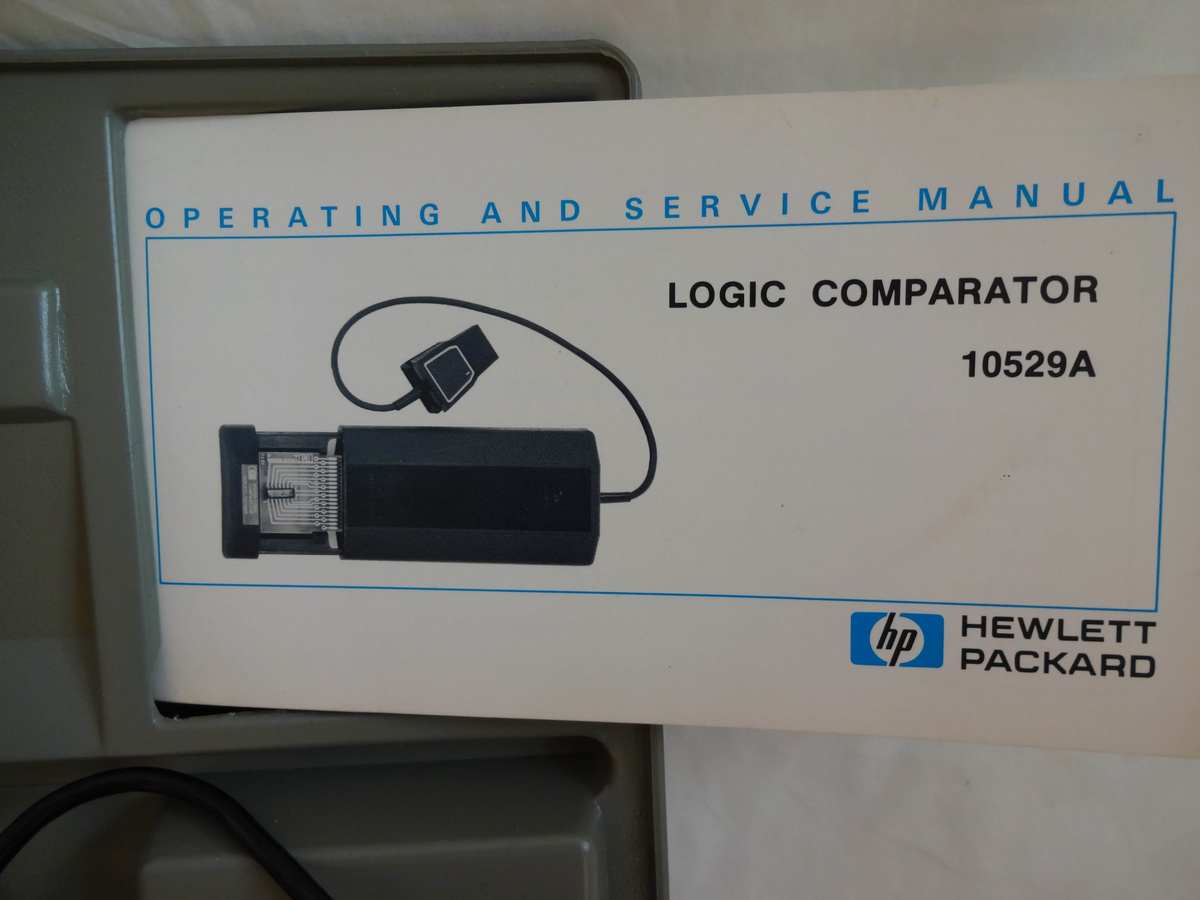 OPERATING AND SERVICE MANUAL
LOGIC COMPARATOR
10529A
hp HEWLETT
PACKARD